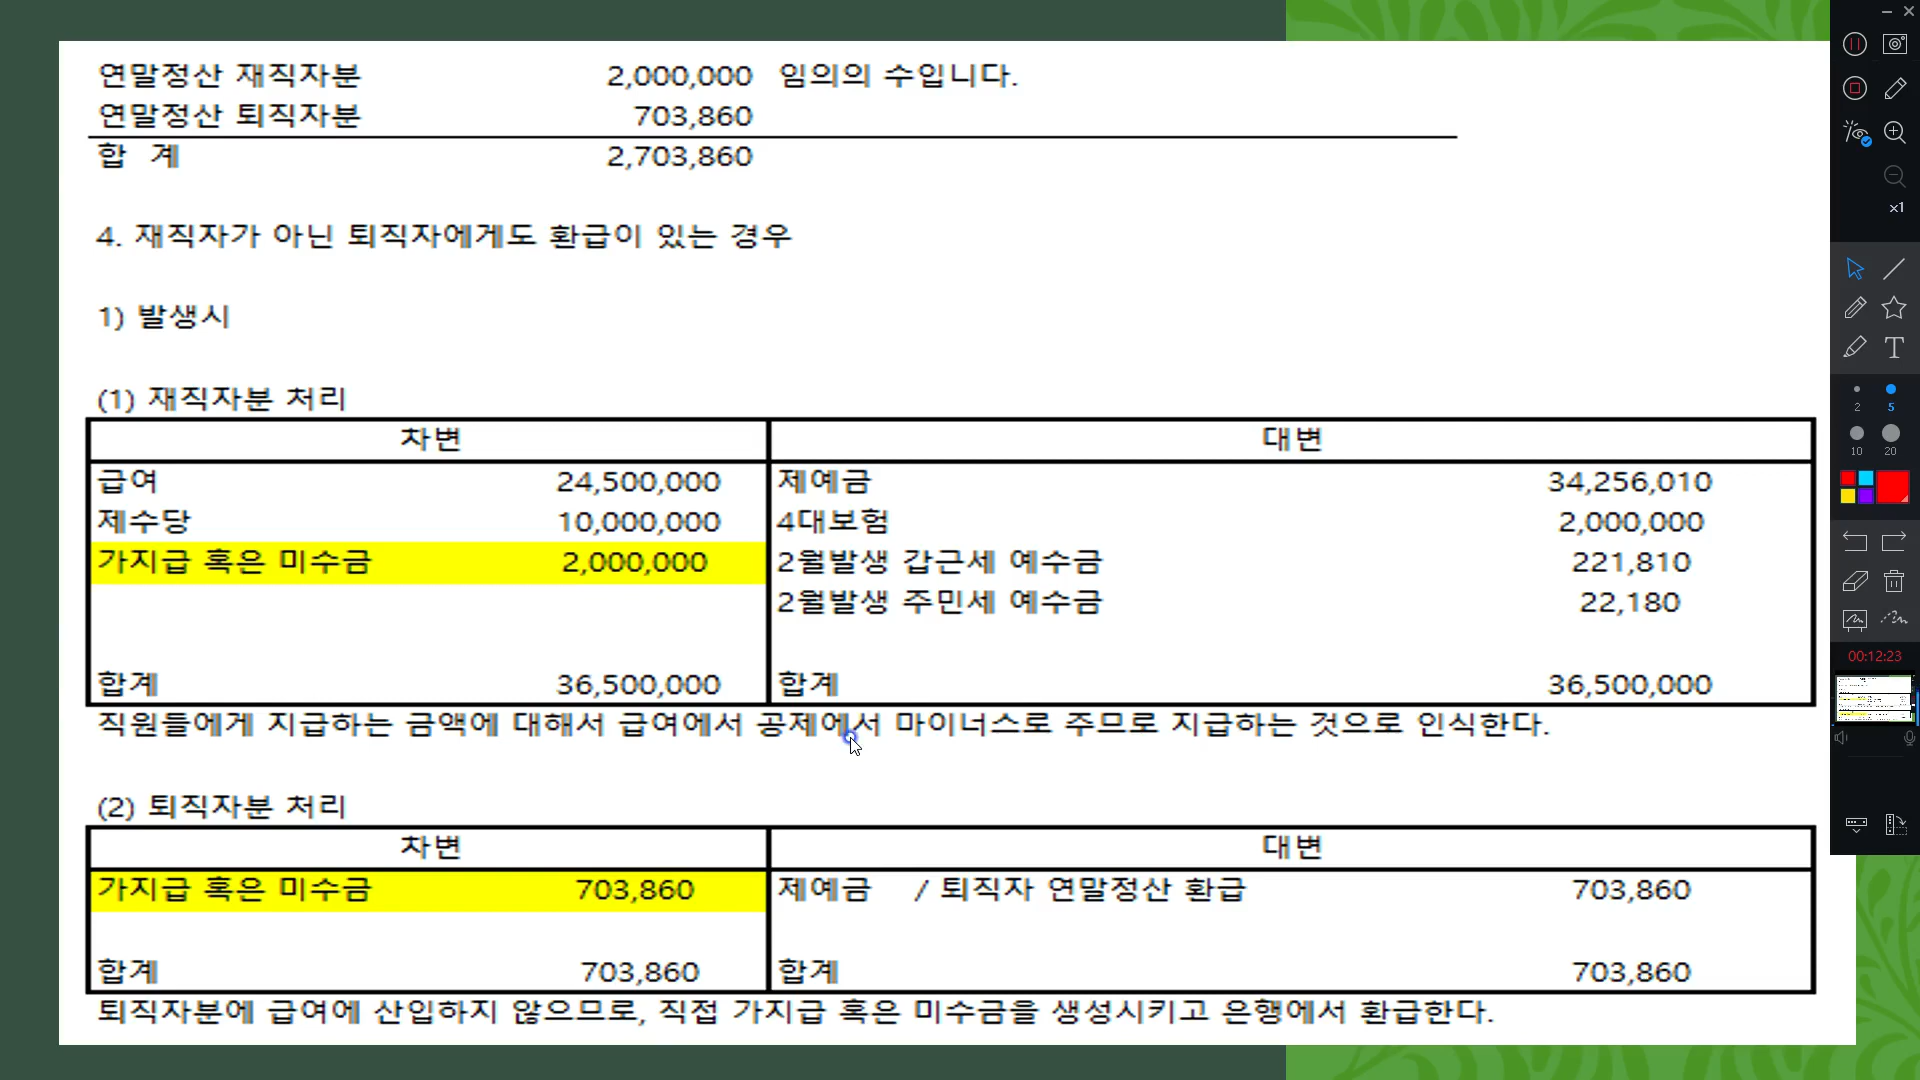 연말정산 재직자분 2,000,000 임의의 수입니다.
연말정산 퇴직자분 703,860
합 계 2,703,860
4. 재직자가 아닌 퇴직자에게도 환급이 있는 경우
1) 발생시
(1) 재직자분 처리
차변 대변
급여 24,500,000 제예금 34,256,010
제수당 10,000,000 4대보험 2,000,000
가지급 혹은 미수금 2,000,000 2월발생 갑근세 예수금 221,810
2월발생 주민세 예수금 22,180
합계 36,500,000 합계 36,500,000
직원들에게 지급하는 금액에 대해서 급여에서 공제에서 마이너스로 주므로 지급하는 것으로 인식한다.
(2) 퇴직자분 처리
차변 대변
가지급 혹은 미수금 703,860 제예금 / 퇴직자 연말정산 환급 703,860
합계 703,860 합계 703,860
퇴직자분에 급여에 산입하지 않으므로, 직접 가지급 혹은 미수금을 생성시키고 은행에서 환급한다.
x1
2 5
10 20
00:12:23